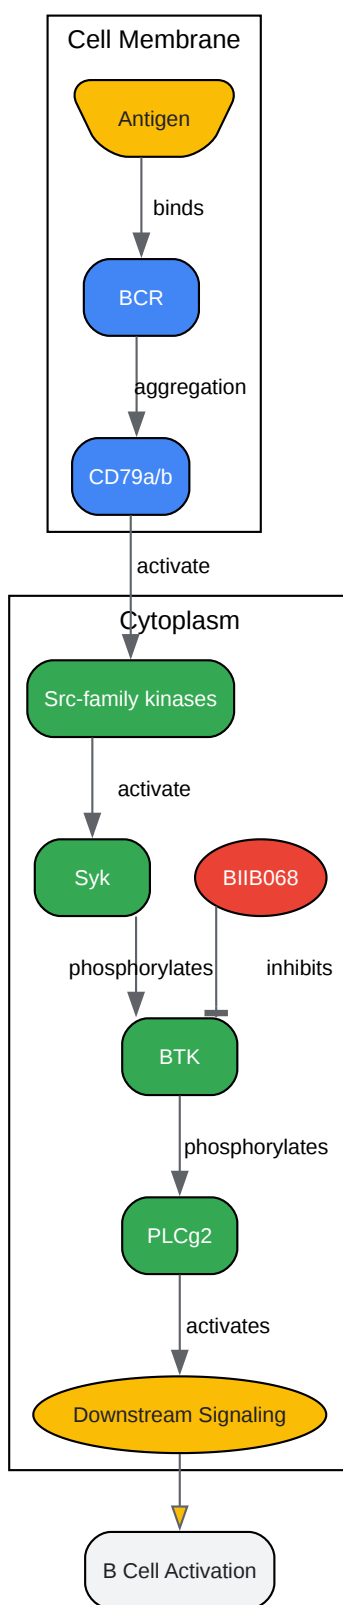 Cell Membrane
Antigen
binds
BCR
aggregation
CD79a/b
activate
Cytoplasm
Src-family kinases
activate
Syk
BIIB068
phosphorylates
inhibits
BTK
phosphorylates
PLCg2
activates
Downstream Signaling
B Cell Activation